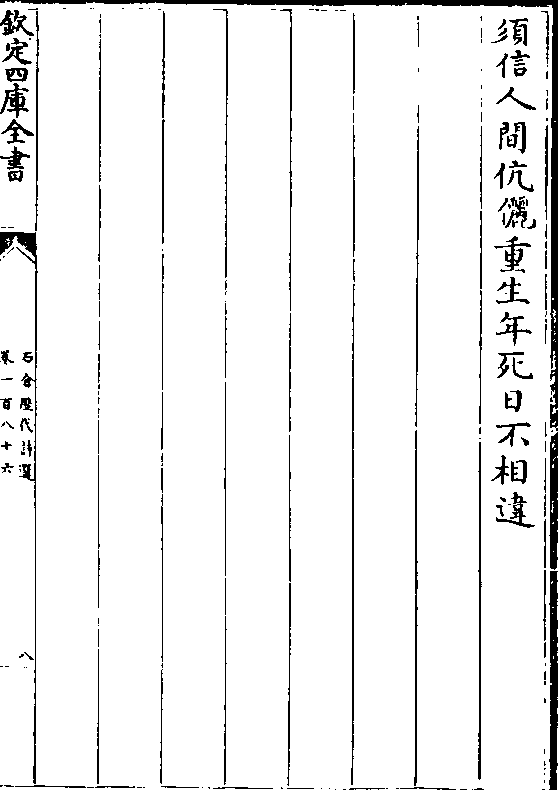 須信人間伉儷重生年死日不相違
欽定四庫全書
石倉歷代詩選
卷一百八十六
八